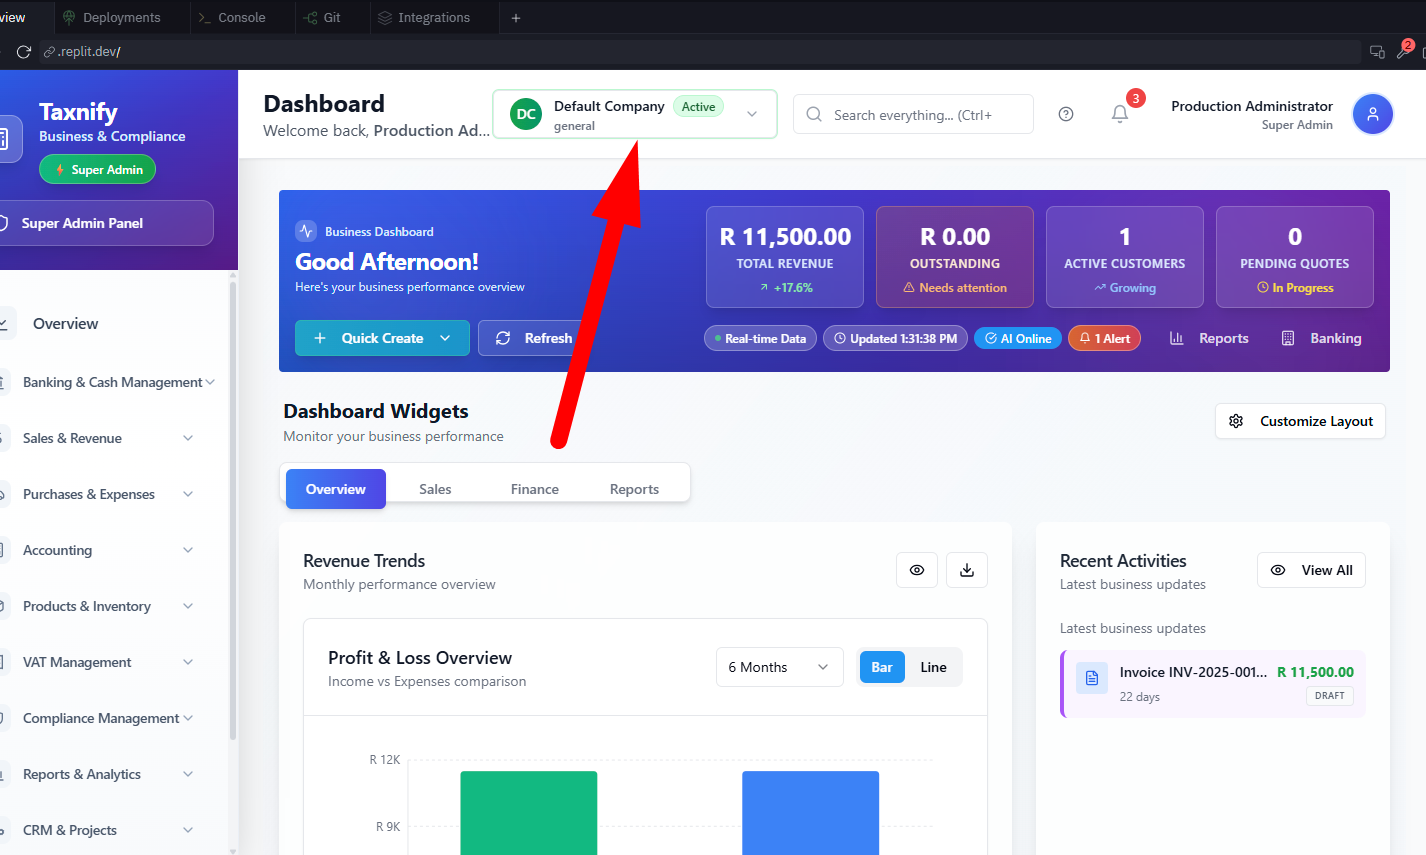 view
Deployments
Console
Git
Integrations
.replit.dev/
2
Taxnify
Business & Compliance
Super Admin
Super Admin Panel
Overview
Banking & Cash Management
Sales & Revenue
Purchases & Expenses
Accounting
Products & Inventory
VAT Management
Compliance Management
Reports & Analytics
CRM & Projects
Dashboard
Welcome back, Production Ad...
DC
Default Company
Active
general
Search everything... (Ctrl+
3
Production Administrator
Super Admin
Business Dashboard
Good Afternoon!
Here's your business performance overview
Quick Create
Refresh
R 11,500.00
TOTAL REVENUE
+17.6%
R 0.00
OUTSTANDING
Needs attention
1
ACTIVE CUSTOMERS
Growing
0
PENDING QUOTES
In Progress
Real-time Data
Updated 1:31:38 PM
AI Online
1 Alert
Reports
Banking
Dashboard Widgets
Monitor your business performance
Customize Layout
Overview
Sales
Finance
Reports
Revenue Trends
Monthly performance overview
Profit & Loss Overview
Income vs Expenses comparison
6 Months
Bar
Line
R 12K
R 9K
Recent Activities
Latest business updates
View All
Latest business updates
Invoice INV-2025-001...
R 11,500.00
22 days
DRAFT